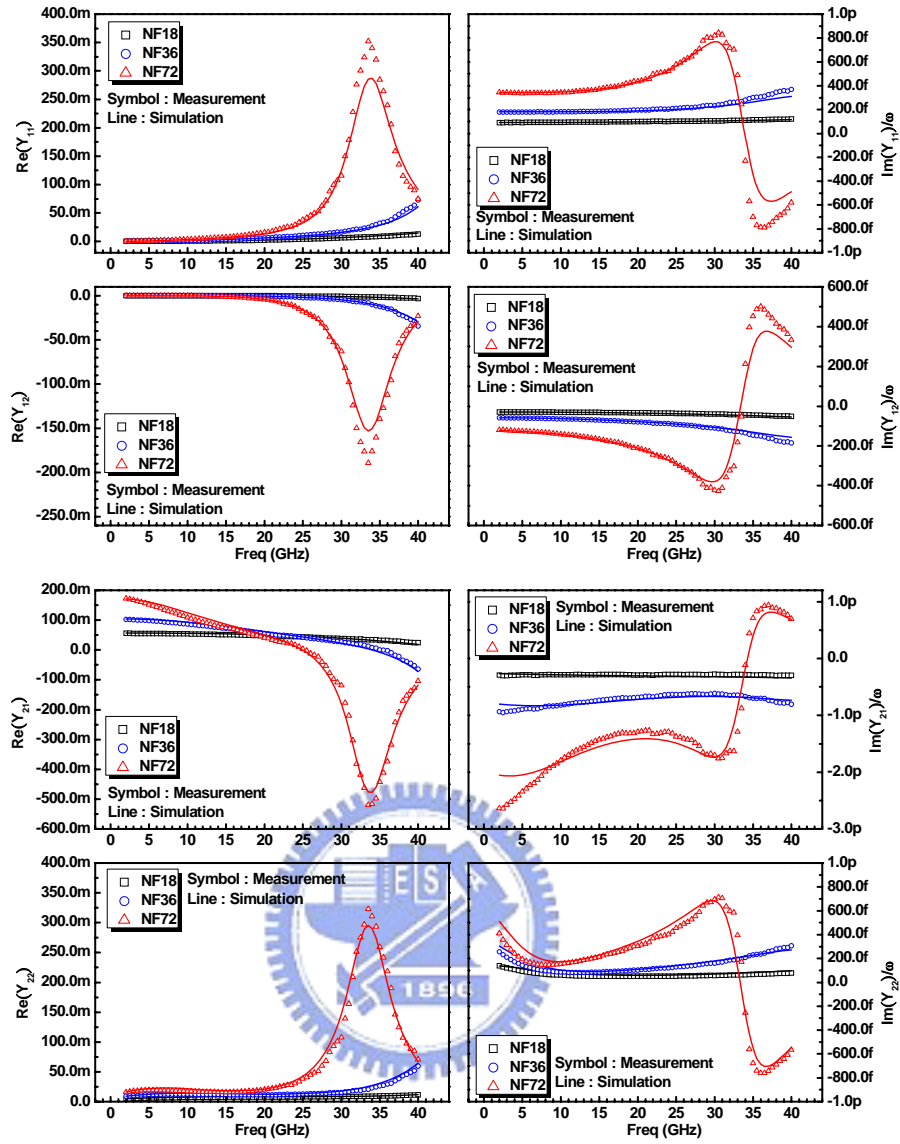 400.0m
350.0m
300.0m
250.0m
200.0m
150.0m
100.0m
50.0m
0.0
Re(Y11)
NF18
NF36
NF72
Symbol : Measurement
Line : Simulation
0 5 10 15 20 25 30 35 40
NF18
NF36
NF72
Symbol : Measurement
Line : Simulation
0 5 10 15 20 25 30 35 40
1.0p
800.0f
600.0f
400.0f
200.0f
0.0
-200.0f
-400.0f
-600.0f
-800.0f
-1.0p
Im(Y11)/ω
0.0
-50.0m
-100.0m
-150.0m
-200.0m
-250.0m
Re(Y12)
NF18
NF36
NF72
Symbol : Measurement
Line : Simulation
0 5 10 15 20 25 30 35 40
Freq (GHz)
NF18
NF36
NF72
Symbol : Measurement
Line : Simulation
0 5 10 15 20 25 30 35 40
Freq (GHz)
600.0f
400.0f
200.0f
0.0
-200.0f
-400.0f
-600.0f
Im(Y12)/ω
200.0m
100.0m
0.0
-100.0m
-200.0m
-300.0m
-400.0m
-500.0m
-600.0m
Re(Y21)
NF18
NF36
NF72
Symbol : Measurement
Line : Simulation
0 5 10 15 20 25 30 35 40
NF18
NF36
NF72
Symbol : Measurement
Line : Simulation
0 5 10 15 20 25 30 35 40
1.0p
0.0
-1.0p
-2.0p
-3.0p
Im(Y21)/ω
400.0m
350.0m
300.0m
250.0m
200.0m
150.0m
100.0m
50.0m
0.0
Re(Y22)
NF18
NF36
NF72
Symbol : Measurement
Line : Simulation
ES
1896
0 5 10 15 20 25 30 35 40
Freq (GHz)
NF18
NF36
NF72
Symbol : Measurement
Line : Simulation
0 5 10 15 20 25 30 35 40
Freq (GHz)
1.0p
800.0f
600.0f
400.0f
200.0f
0.0
-200.0f
-400.0f
-600.0f
-800.0f
-1.0p
Im(Y22)/ω